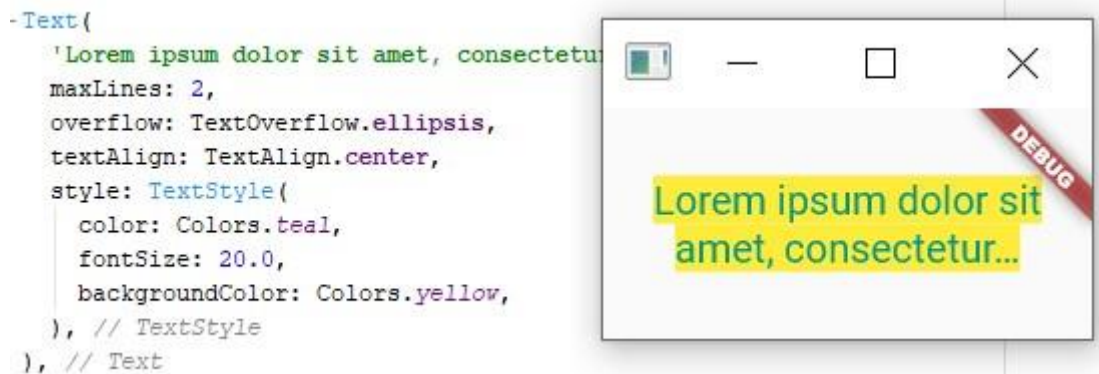 Text(
'Lorem ipsum dolor sit amet, consectetur
maxLines: 2,
overflow: TextOverflow.ellipsis,
textAlign: TextAlign.center,
style: TextStyle(
color: Colors.teal,
fontSize: 20.0,
backgroundColor: Colors.yellow,
), // TextStyle
), // Text
DEBUG
Lorem ipsum dolor sit
amet, consectetur...